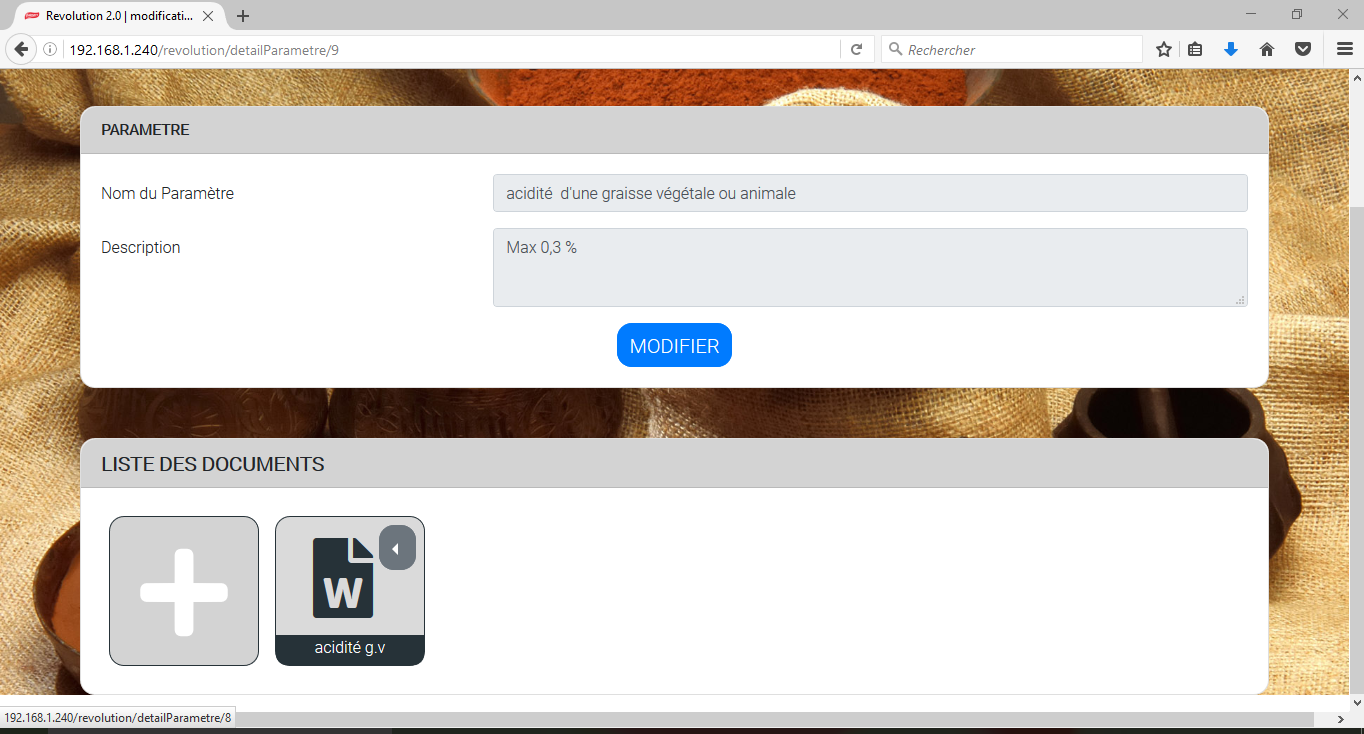 Revolution 2.0 | modificati...
192.168.1.240/revolution/detailParametre/9
Rechercher
PARAMETRE
Nom du Paramètre
acidité  d'une graisse végétale ou animale
Description
Max 0,3 %
MODIFIER
LISTE DES DOCUMENTS
W
acidité g.v
192.168.1.240/revolution/detailParametre/8